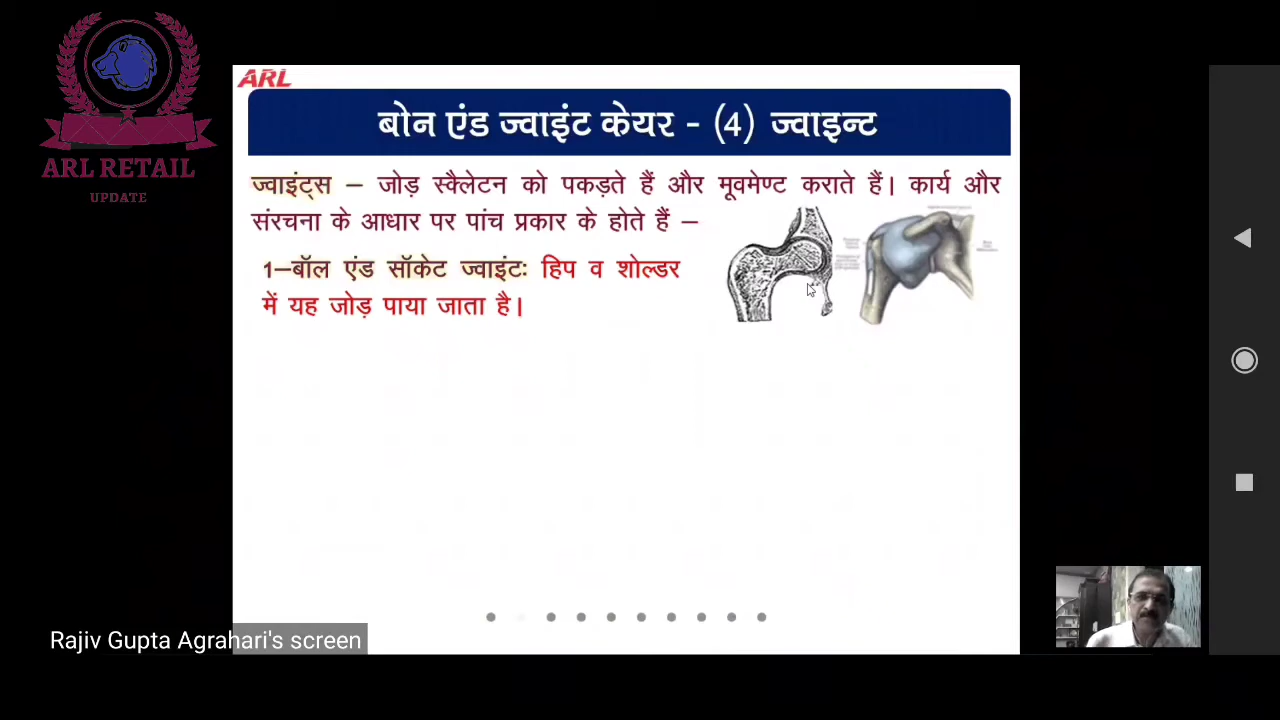 ARL RETAIL
UPDATE
ARL
बोन एंड ज्वाइंट केयर - (4) ज्वाइन्ट
ज्वाइंट्स – जोड़ स्कैलेटन को पकड़ते हैं और मूवमेण्ट कराते हैं। कार्य और
संरचना के आधार पर पांच प्रकार के होते हैं –
1–बॉल एंड सॉकेट ज्वाइंटः हिप व शोल्डर
में यह जोड़ पाया जाता है।
Rajiv Gupta Agrahari's screen